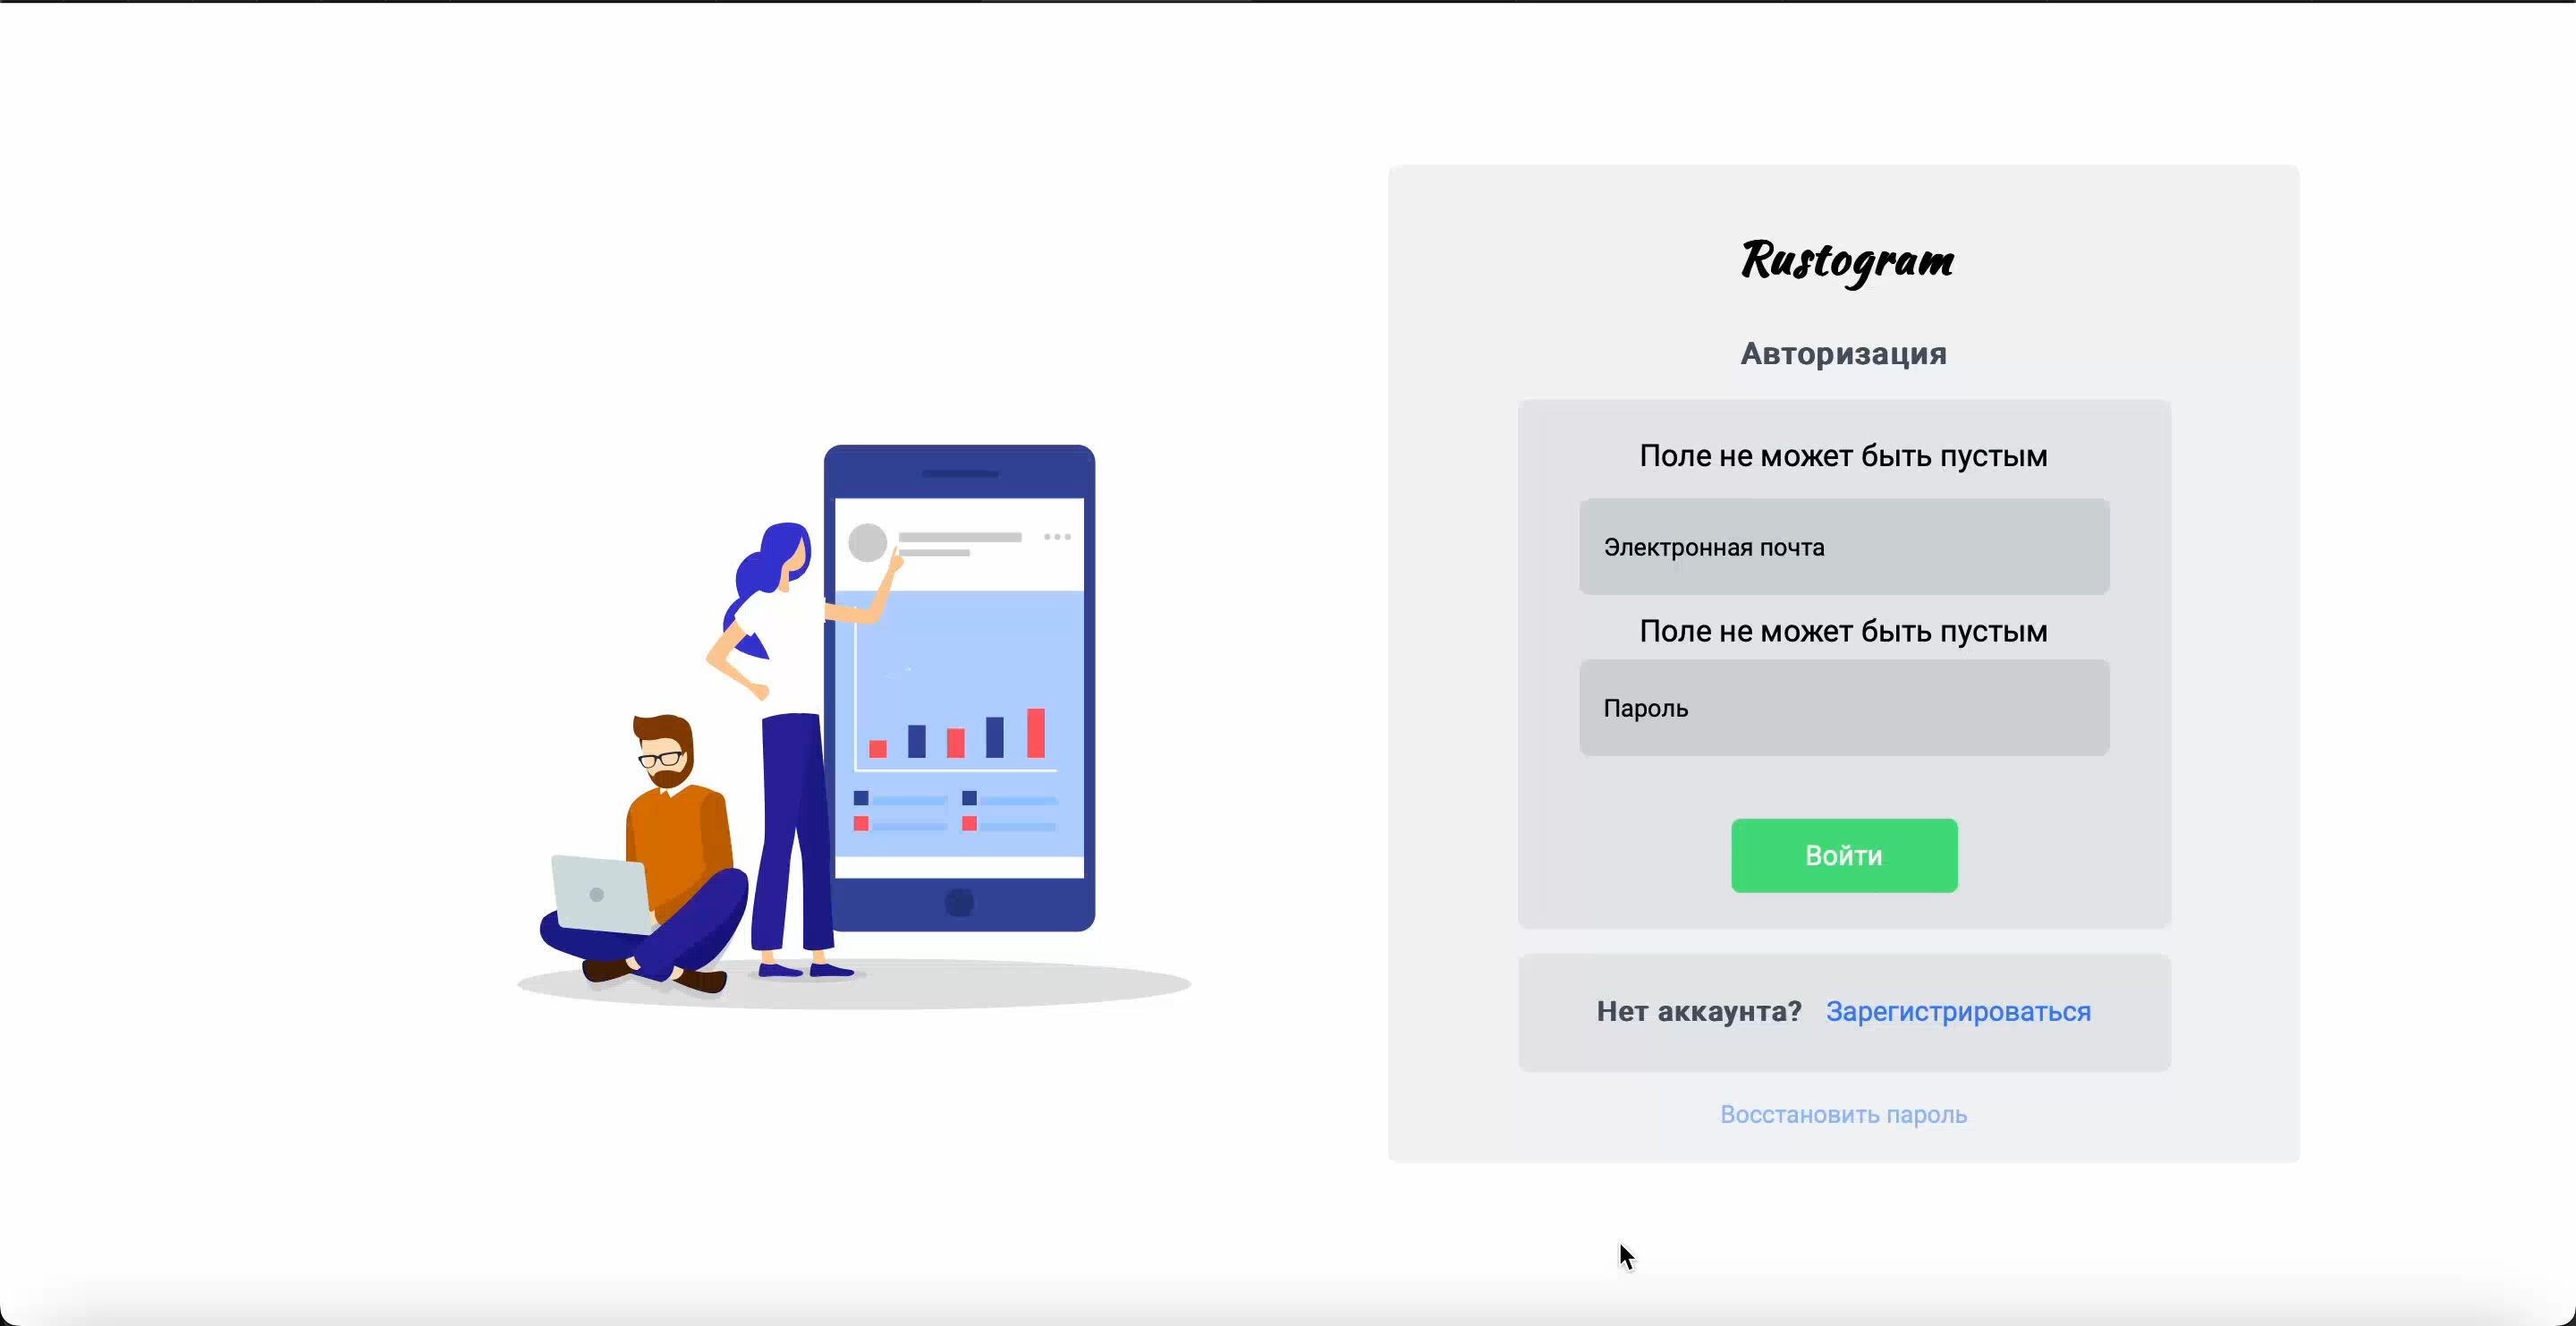 Rustogram
Авторизация
Поле не может быть пустым
Электронная почта
Поле не может быть пустым
Пароль
Войти
Нет аккаунта? Зарегистрироваться
Восстановить пароль